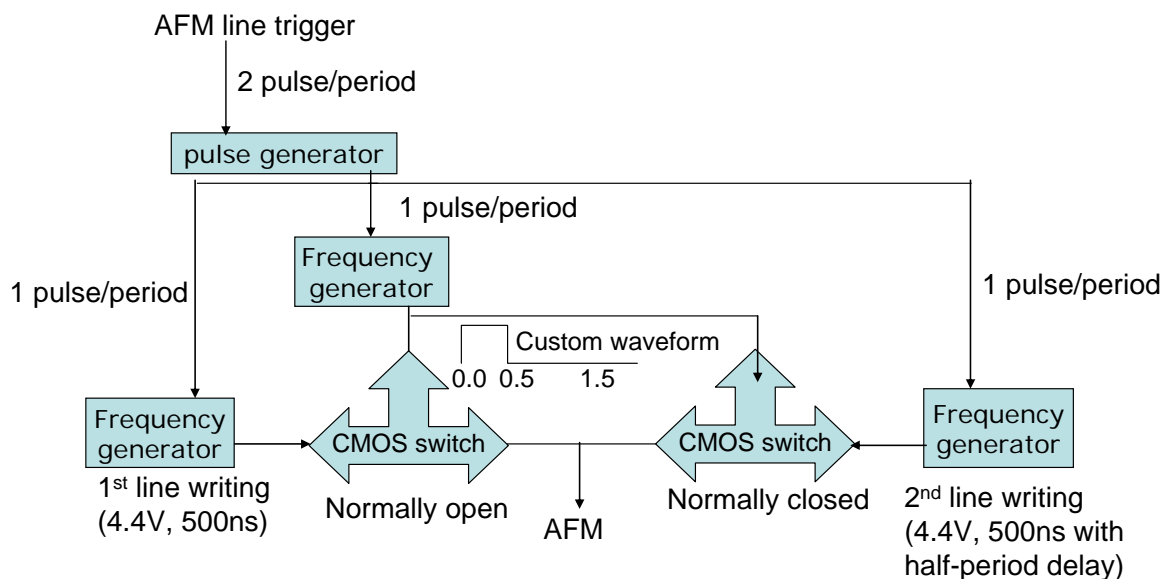 AFM line trigger
2 pulse/period
pulse generator
1 pulse/period
Frequency
generator
1 pulse/period
1 pulse/period
Custom waveform
0.0 0.5 1.5
Frequency
generator
CMOS switch
CMOS switch
Frequency
generator
1st line writing
(4.4V, 500ns)
Normally open
AFM
Normally closed
2nd line writing
(4.4V, 500ns with
half-period delay)